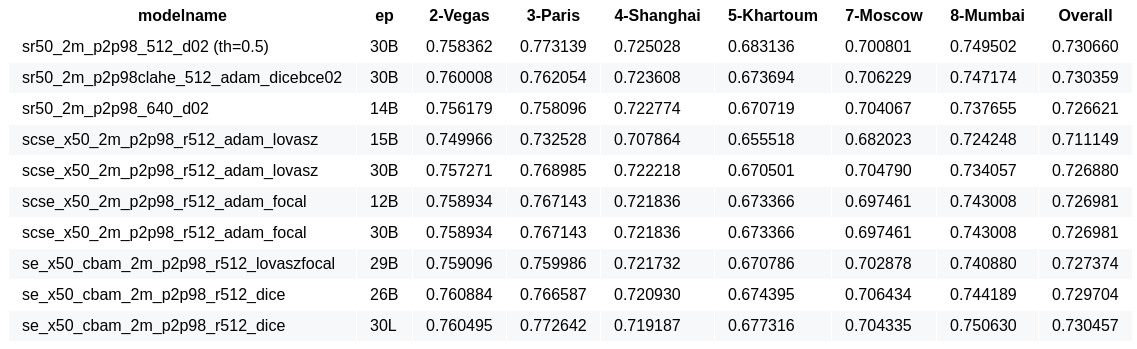 modelname ep 2-Vegas 3-Paris 4-Shanghai 5-Khartoum 7-Moscow 8-Mumbai Overall
sr50_2m_p2p98_512_d02 (th=0.5) 30B 0.758362 0.773139 0.725028 0.683136 0.700801 0.749502 0.730660
sr50_2m_p2p98clahe_512_adam_dicebce02 30B 0.760008 0.762054 0.723608 0.673694 0.706229 0.747174 0.730359
sr50_2m_p2p98_640_d02 14B 0.756179 0.758096 0.722774 0.670719 0.704067 0.737655 0.726621
scse_x50_2m_p2p98_r512_adam_lovasz 15B 0.749966 0.732528 0.707864 0.655518 0.682023 0.724248 0.711149
scse_x50_2m_p2p98_r512_adam_lovasz 30B 0.757271 0.768985 0.722218 0.670501 0.704790 0.734057 0.726880
scse_x50_2m_p2p98_r512_adam_focal 12B 0.758934 0.767143 0.721836 0.673366 0.697461 0.743008 0.726981
scse_x50_2m_p2p98_r512_adam_focal 30B 0.758934 0.767143 0.721836 0.673366 0.697461 0.743008 0.726981
se_x50_cbam_2m_p2p98_r512_lovaszfocal 29B 0.759096 0.759986 0.721732 0.670786 0.702878 0.740880 0.727374
se_x50_cbam_2m_p2p98_r512_dice 26B 0.760884 0.766587 0.720930 0.674395 0.706434 0.744189 0.729704
se_x50_cbam_2m_p2p98_r512_dice 30L 0.760495 0.772642 0.719187 0.677316 0.704335 0.750630 0.730457